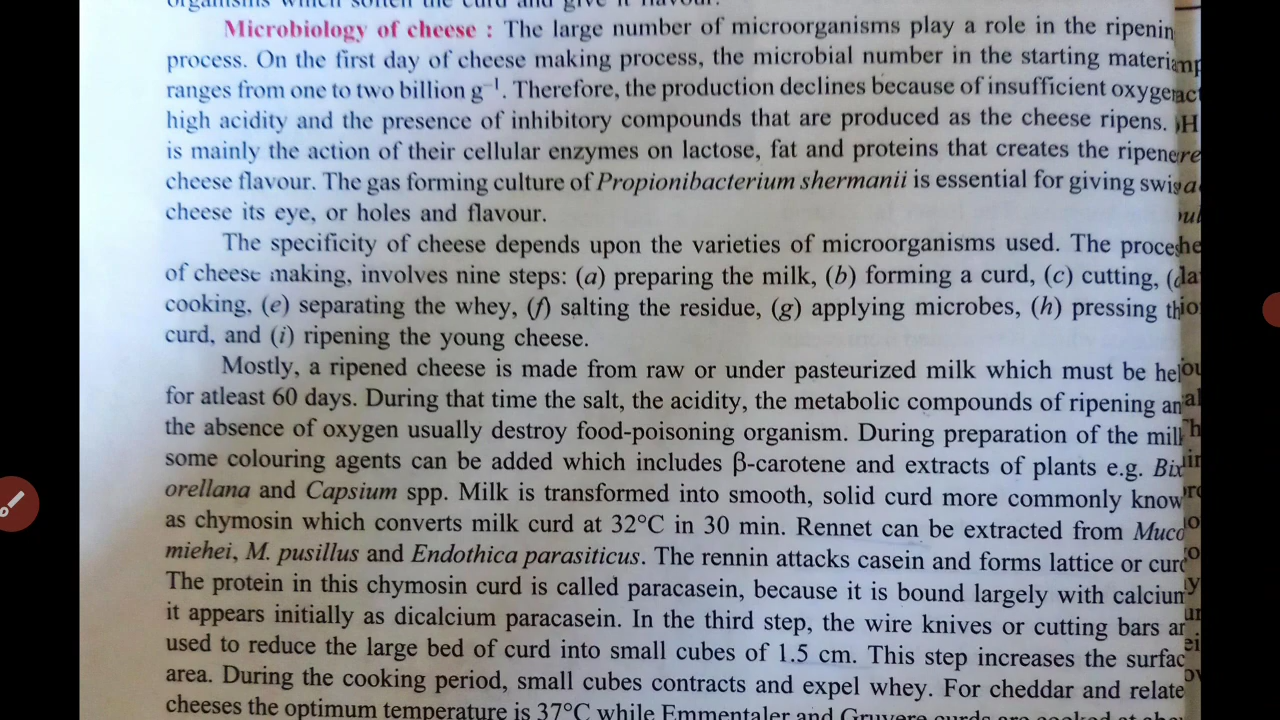 organisms which soften the curd and give it flavour.
Microbiology of cheese : The large number of microorganisms play a role in the ripenin
process. On the first day of cheese making process, the microbial number in the starting materia
ranges from one to two billion g⁻¹. Therefore, the production declines because of insufficient oxyge
high acidity and the presence of inhibitory compounds that are produced as the cheese ripens.
is mainly the action of their cellular enzymes on lactose, fat and proteins that creates the ripene
cheese flavour. The gas forming culture of Propionibacterium shermanii is essential for giving swis
cheese its eye, or holes and flavour.
The specificity of cheese depends upon the varieties of microorganisms used. The proce
of cheese making, involves nine steps: (a) preparing the milk, (b) forming a curd, (c) cutting, (
cooking, (e) separating the whey, (f) salting the residue, (g) applying microbes, (h) pressing th
curd, and (i) ripening the young cheese.
Mostly, a ripened cheese is made from raw or under pasteurized milk which must be hel
for atleast 60 days. During that time the salt, the acidity, the metabolic compounds of ripening an
the absence of oxygen usually destroy food-poisoning organism. During preparation of the mil
some colouring agents can be added which includes β-carotene and extracts of plants e.g. Bix
orellana and Capsium spp. Milk is transformed into smooth, solid curd more commonly know
as chymosin which converts milk curd at 32°C in 30 min. Rennet can be extracted from Muco
miehei, M. pusillus and Endothica parasiticus. The rennin attacks casein and forms lattice or curd
The protein in this chymosin curd is called paracasein, because it is bound largely with calcium
it appears initially as dicalcium paracasein. In the third step, the wire knives or cutting bars ar
used to reduce the large bed of curd into small cubes of 1.5 cm. This step increases the surfac
area. During the cooking period, small cubes contracts and expel whey. For cheddar and relate
cheeses the optimum temperature is 37°C while Emmentaler and Gruyere curds are cooked at